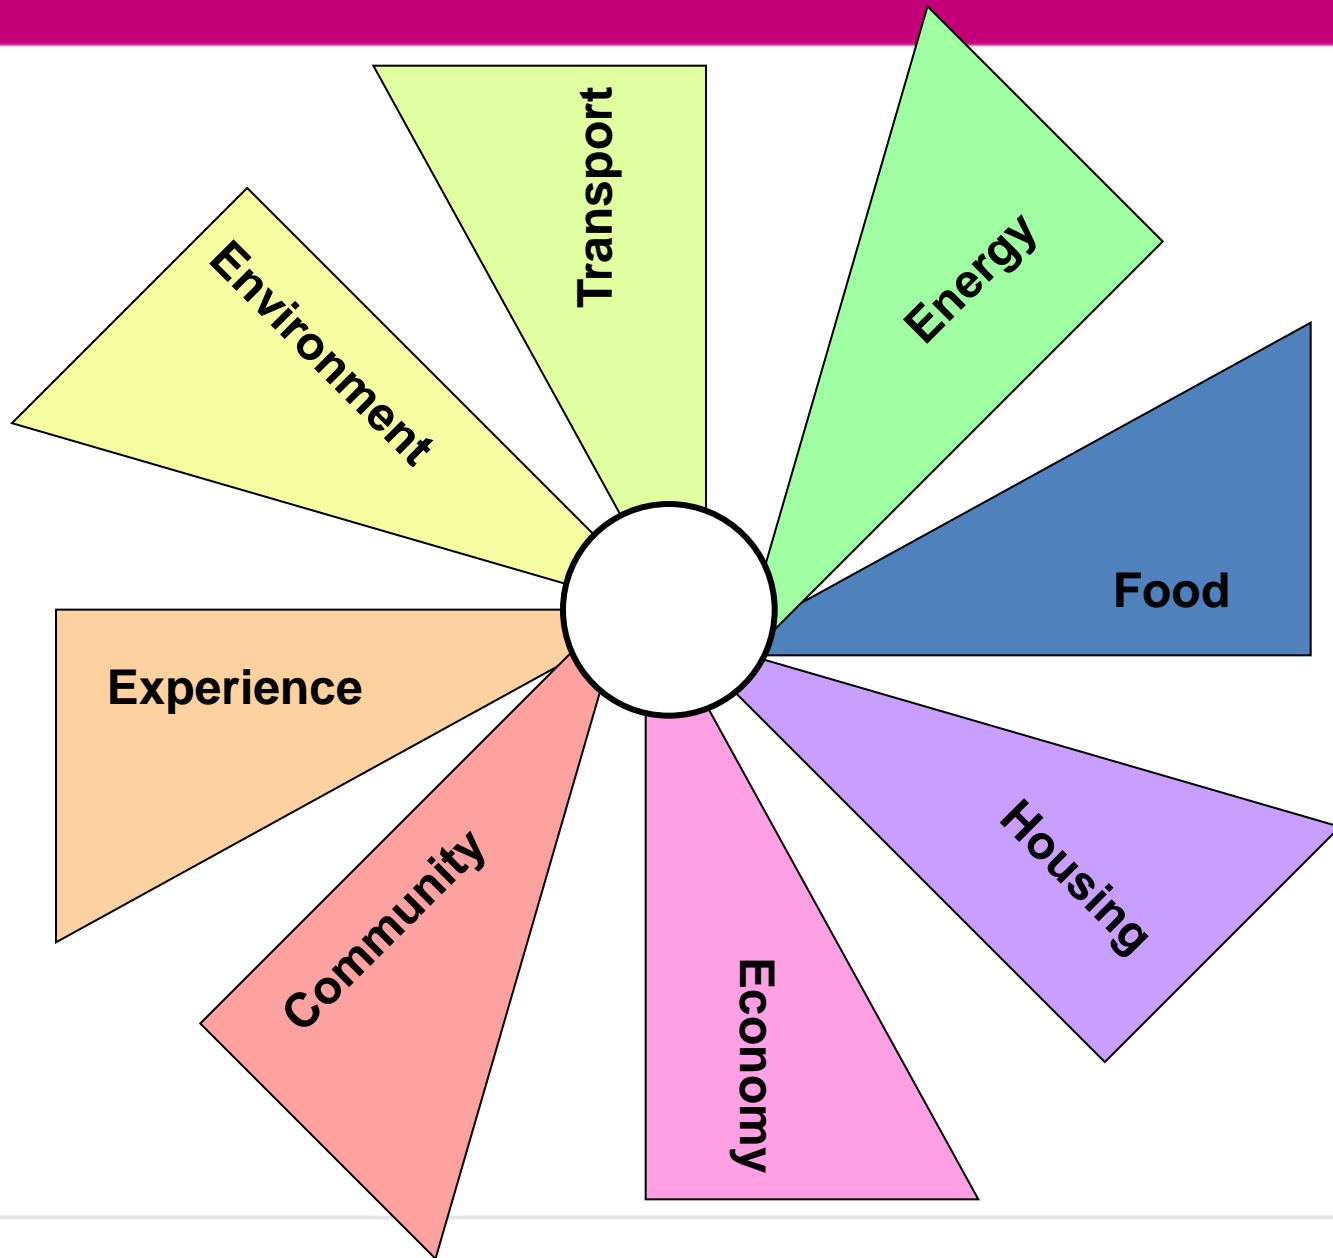 Transport
Energy
Environment
Food
Experience
Housing
Community
Economy